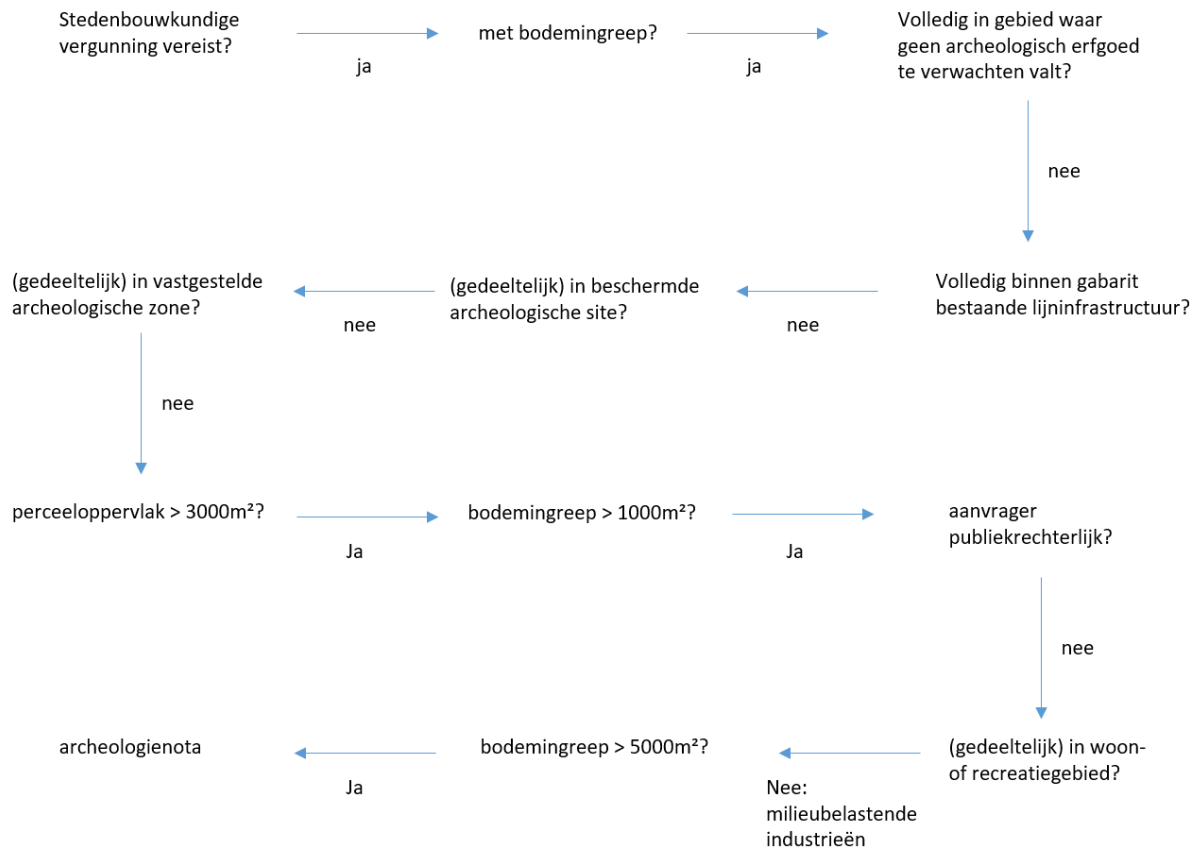 Stedenbouwkundige
vergunning vereist?
ja
met bodemingreep?
ja
Volledig in gebied waar
geen archeologisch erfgoed
te verwachten valt?
nee
Volledig binnen gabarit
bestaande lijninfrastructuur?
nee
(gedeeltelijk) in beschermde
archeologische site?
nee
(gedeeltelijk) in vastgestelde
archeologische zone?
nee
perceeloppervlak > 3000m²?
Ja
bodemingreep > 1000m²?
Ja
aanvrager
publiekrechterlijk?
nee
(gedeeltelijk) in woon-
of recreatiegebied?
Nee:
milieubelastende
industrieën
bodemingreep > 5000m²?
Ja
archeologienota